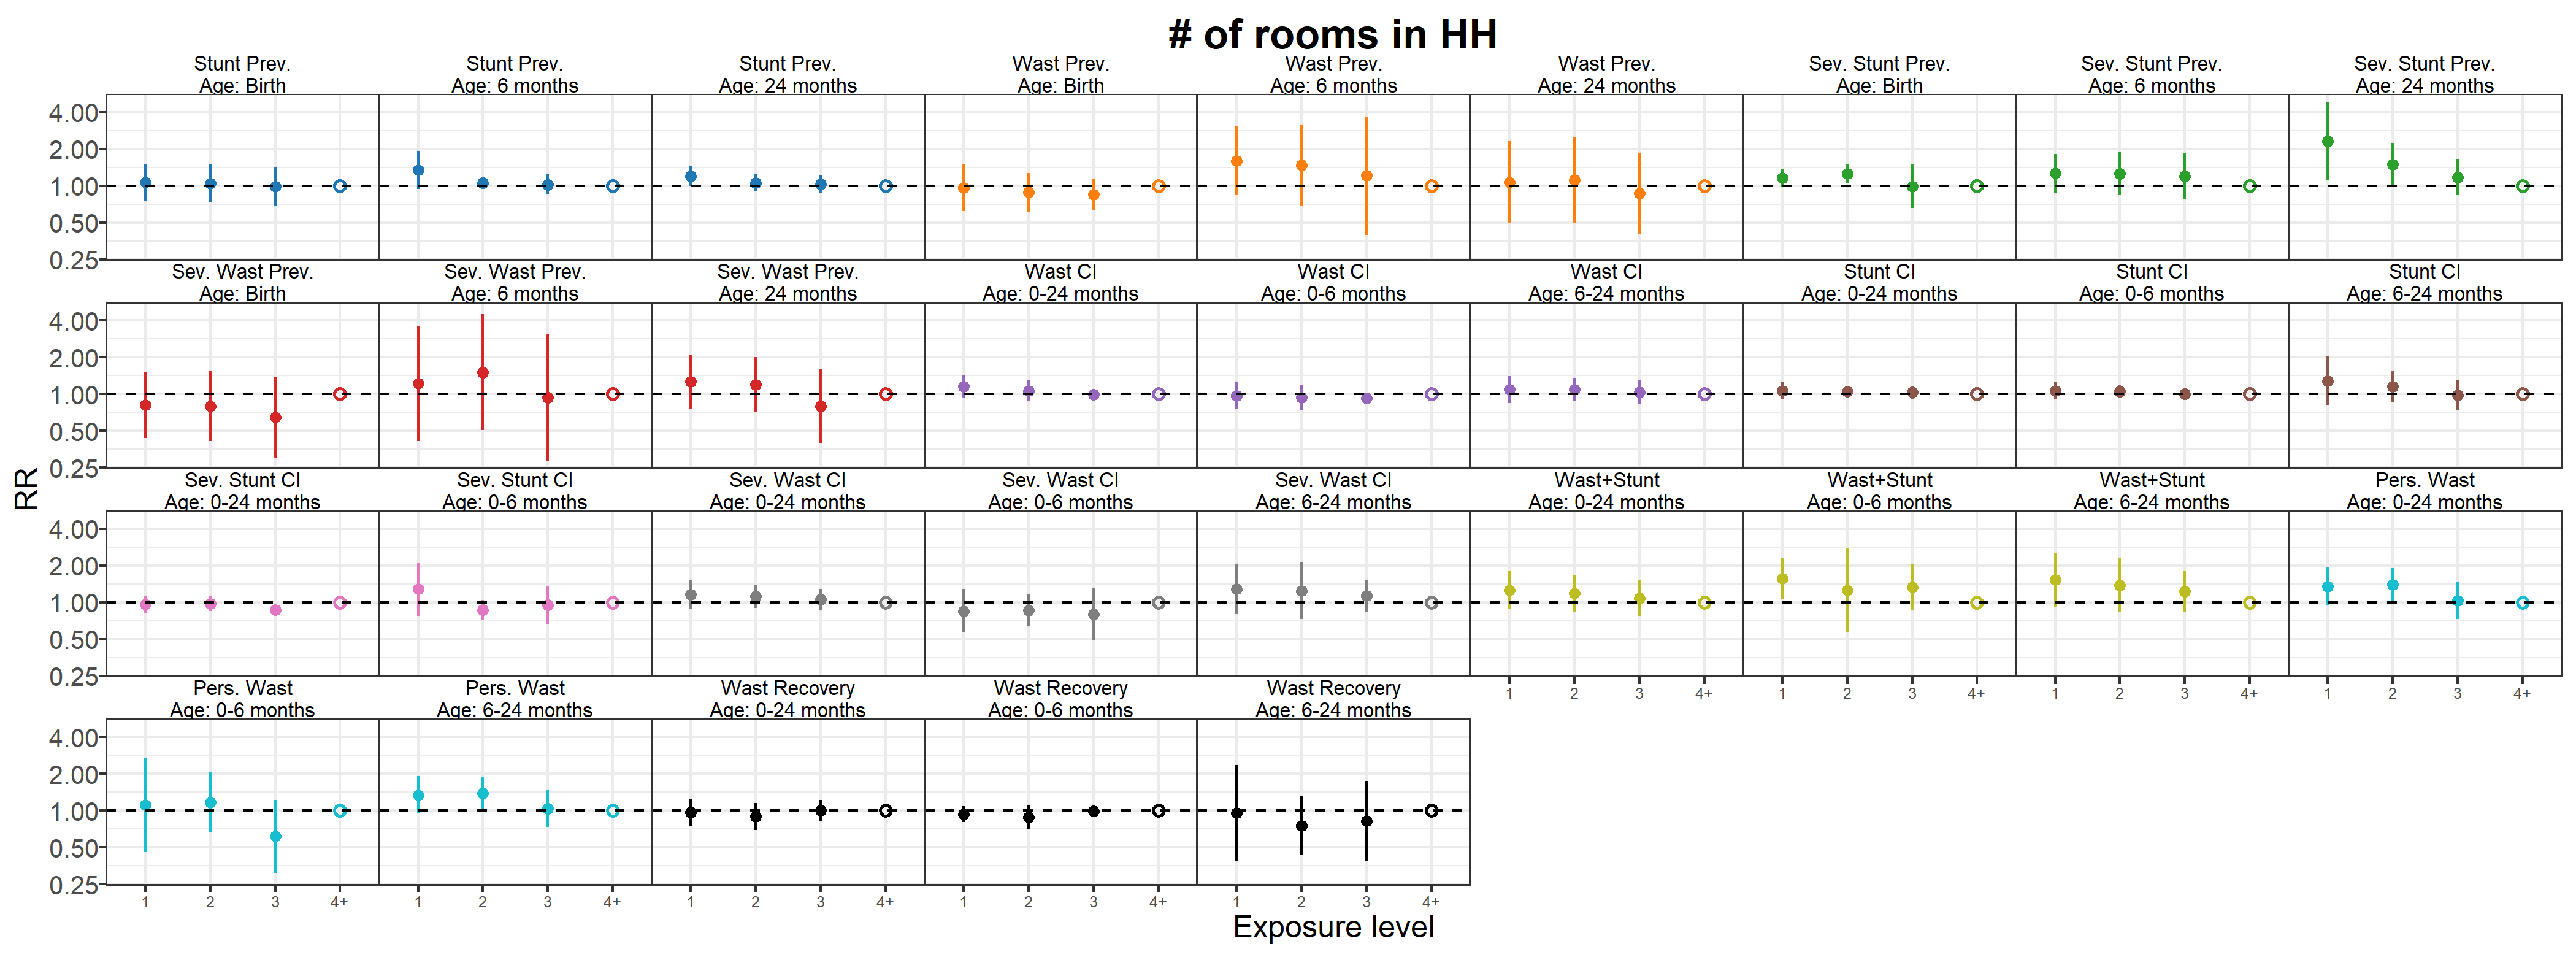 # of rooms in HH
Stunt Prev. Stunt Prev. Stunt Prev. Wast Prev. Wast Prev. Wast Prev. Sev. Stunt Prev. Sev. Stunt Prev. Sev. Stunt Prev.
Age: Birth Age: 6 months Age: 24 months Age: Birth Age: 6 months Age: 24 months Age: Birth Age: 6 months Age: 24 months
4.00
2.00
1.00
0.50
0.25
Sev. Wast Prev. Sev. Wast Prev. Sev. Wast Prev. Wast CI Wast CI Wast CI Stunt CI Stunt CI Stunt CI
Age: Birth Age: 6 months Age: 24 months Age: 0-24 months Age: 0-6 months Age: 6-24 months Age: 0-24 months Age: 0-6 months Age: 6-24 months
4.00
2.00
1.00
0.50
0.25
RR
Sev. Stunt CI Sev. Stunt CI Sev. Wast CI Sev. Wast CI Sev. Wast CI Wast+Stunt Wast+Stunt Wast+Stunt Pers. Wast
Age: 0-24 months Age: 0-6 months Age: 0-24 months Age: 0-6 months Age: 6-24 months Age: 0-24 months Age: 0-6 months Age: 6-24 months Age: 0-24 months
4.00
2.00
1.00
0.50
0.25
1 2 3 4+ 1 2 3 4+ 1 2 3 4+ 1 2 3 4+
Pers. Wast Pers. Wast Wast Recovery Wast Recovery Wast Recovery
Age: 0-6 months Age: 6-24 months Age: 0-24 months Age: 0-6 months Age: 6-24 months
4.00
2.00
1.00
0.50
0.25
1 2 3 4+ 1 2 3 4+ 1 2 3 4+ 1 2 3 4+ 1 2 3 4+
Exposure level